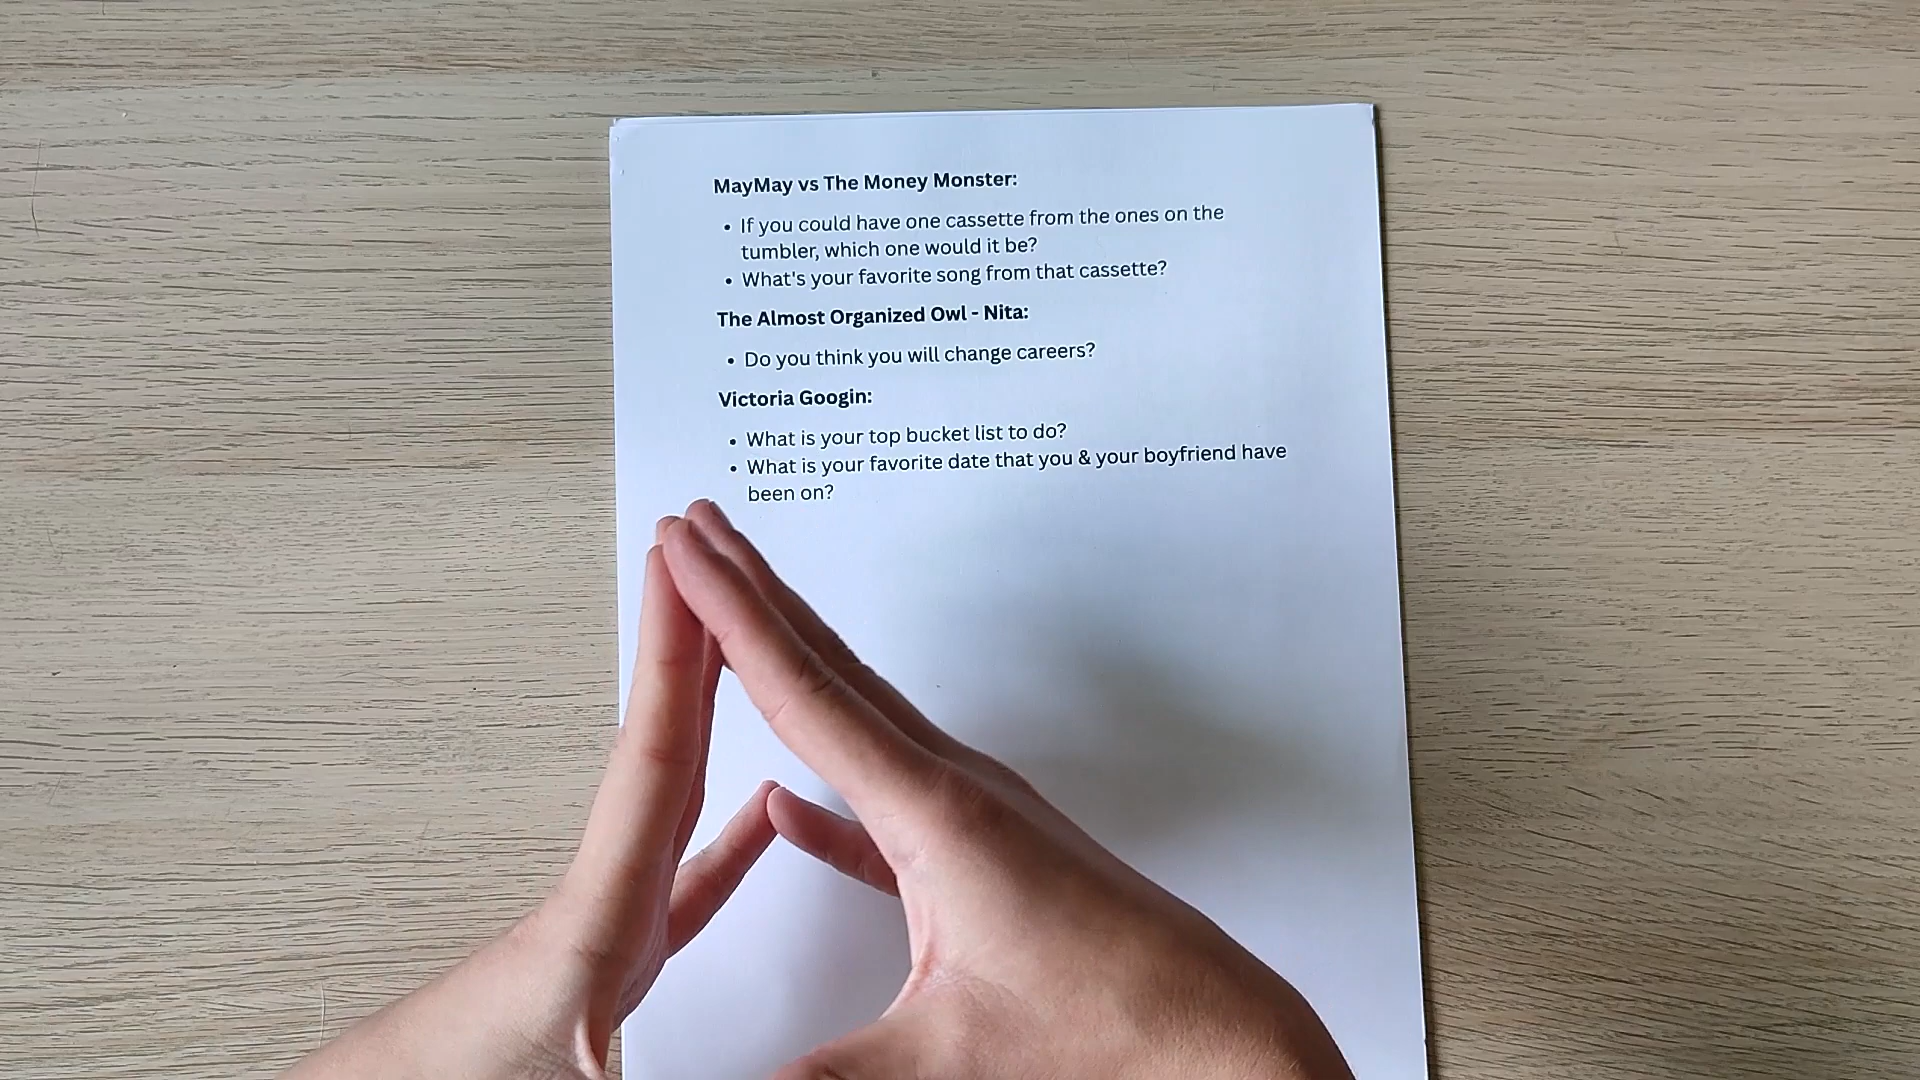 MayMay vs The Money Monster:
• If you could have one cassette from the ones on the
tumbler, which one would it be?
• What's your favorite song from that cassette?
The Almost Organized Owl - Nita:
• Do you think you will change careers?
Victoria Googin:
• What is your top bucket list to do?
• What is your favorite date that you & your boyfriend have
been on?